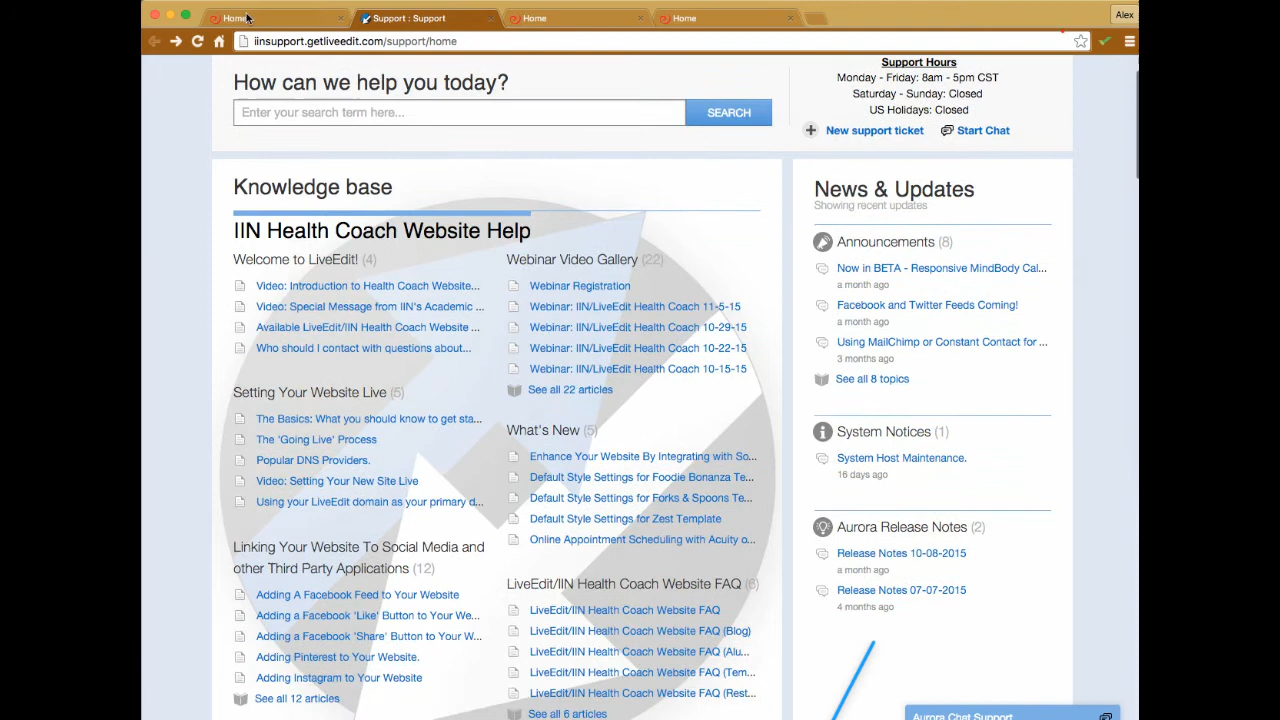 Home
Support : Support
Home
Home
Alex
iinsupport.getliveedit.com/support/home
How can we help you today?
Enter your search term here...
SEARCH
Support Hours
Monday - Friday: 8am - 5pm CST
Saturday - Sunday: Closed
US Holidays: Closed
New support ticket
Start Chat
Knowledge base
IIN Health Coach Website Help
Welcome to LiveEdit! (4)
Video: Introduction to Health Coach Website...
Video: Special Message from IIN's Academic ...
Available LiveEdit/IIN Health Coach Website ...
Who should I contact with questions about...
Setting Your Website Live (5)
The Basics: What you should know to get sta...
The 'Going Live' Process
Popular DNS Providers.
Video: Setting Your New Site Live
Using your LiveEdit domain as your primary d...
Linking Your Website To Social Media and
other Third Party Applications (12)
Adding A Facebook Feed to Your Website
Adding a Facebook 'Like' Button to Your We...
Adding a Facebook 'Share' Button to Your W...
Adding Pinterest to Your Website.
Adding Instagram to Your Website
See all 12 articles
Webinar Video Gallery (22)
Webinar Registration
Webinar: IIN/LiveEdit Health Coach 11-5-15
Webinar: IIN/LiveEdit Health Coach 10-29-15
Webinar: IIN/LiveEdit Health Coach 10-22-15
Webinar: IIN/LiveEdit Health Coach 10-15-15
See all 22 articles
What's New (5)
Enhance Your Website By Integrating with So...
Default Style Settings for Foodie Bonanza Te...
Default Style Settings for Forks & Spoons Te...
Default Style Settings for Zest Template
Online Appointment Scheduling with Acuity o...
LiveEdit/IIN Health Coach Website FAQ (6)
LiveEdit/IIN Health Coach Website FAQ
LiveEdit/IIN Health Coach Website FAQ (Blog)
LiveEdit/IIN Health Coach Website FAQ (Alu...
LiveEdit/IIN Health Coach Website FAQ (Tem...
LiveEdit/IIN Health Coach Website FAQ (Rest...
See all 6 articles
News & Updates
Showing recent updates
Announcements (8)
Now in BETA - Responsive MindBody Cal...
a month ago
Facebook and Twitter Feeds Coming!
a month ago
Using MailChimp or Constant Contact for ...
3 months ago
See all 8 topics
System Notices (1)
System Host Maintenance.
16 days ago
Aurora Release Notes (2)
Release Notes 10-08-2015
a month ago
Release Notes 07-07-2015
4 months ago
Aurora Chat Support